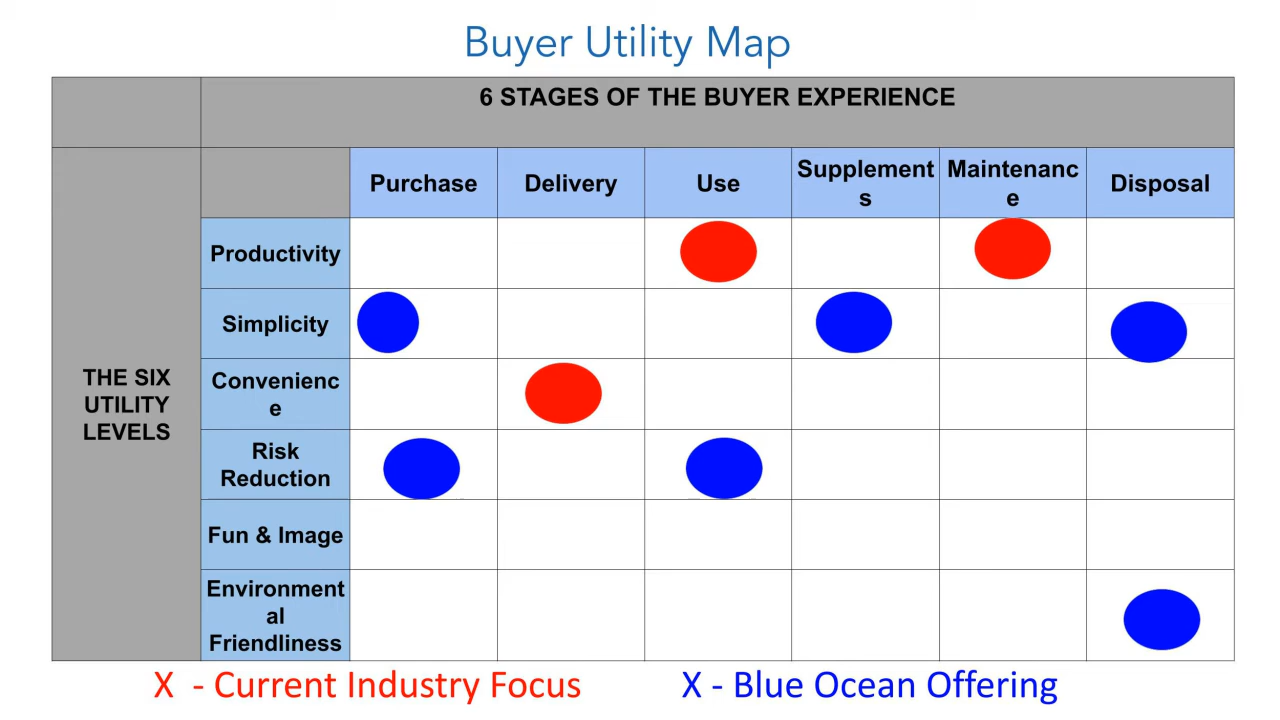 Buyer Utility Map
6 STAGES OF THE BUYER EXPERIENCE
Purchase
Delivery
Use
Supplement
s
Maintenanc
e
Disposal
THE SIX
UTILITY
LEVELS
Productivity
Simplicity
Convenienc
e
Risk
Reduction
Fun & Image
Environment
al
Friendliness
X - Current Industry Focus
X - Blue Ocean Offering